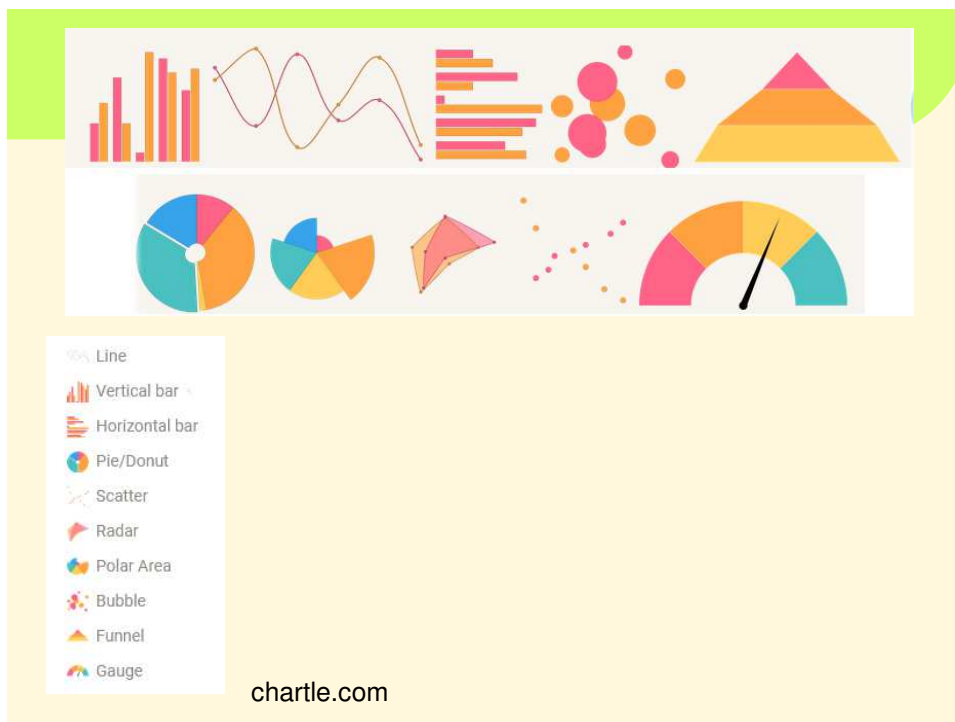 Line
Vertical bar
Horizontal bar
Pie/Donut
Scatter
Radar
Polar Area
Bubble
Funnel
Gauge
chartle.com